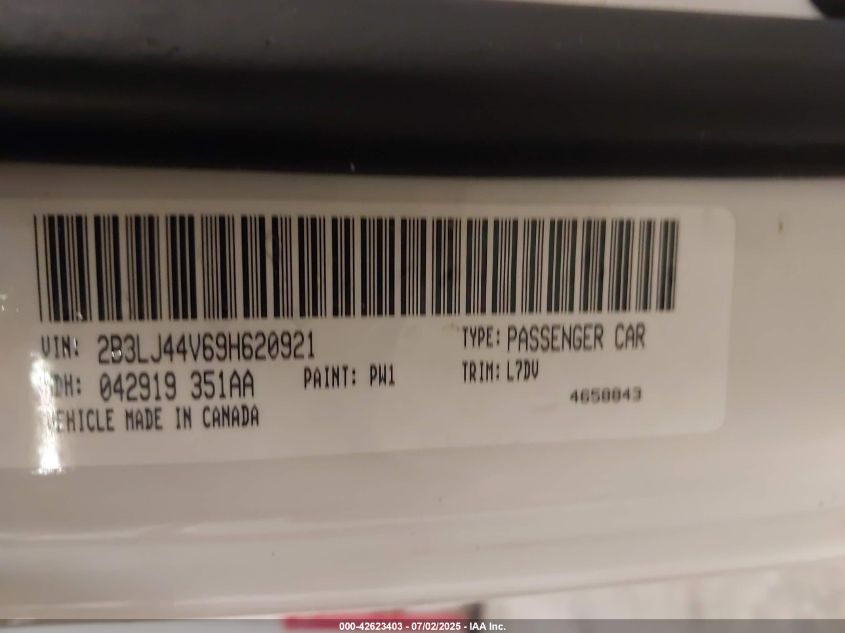 VIN: 2B3LJ44V69H620921 TYPE: PASSENGER CAR
MDH: 042919 351AA PAINT: PW1 TRIM: L7DV
4658843
VEHICLE MADE IN CANADA
000-42623403 - 07/02/2025 - IAA Inc.